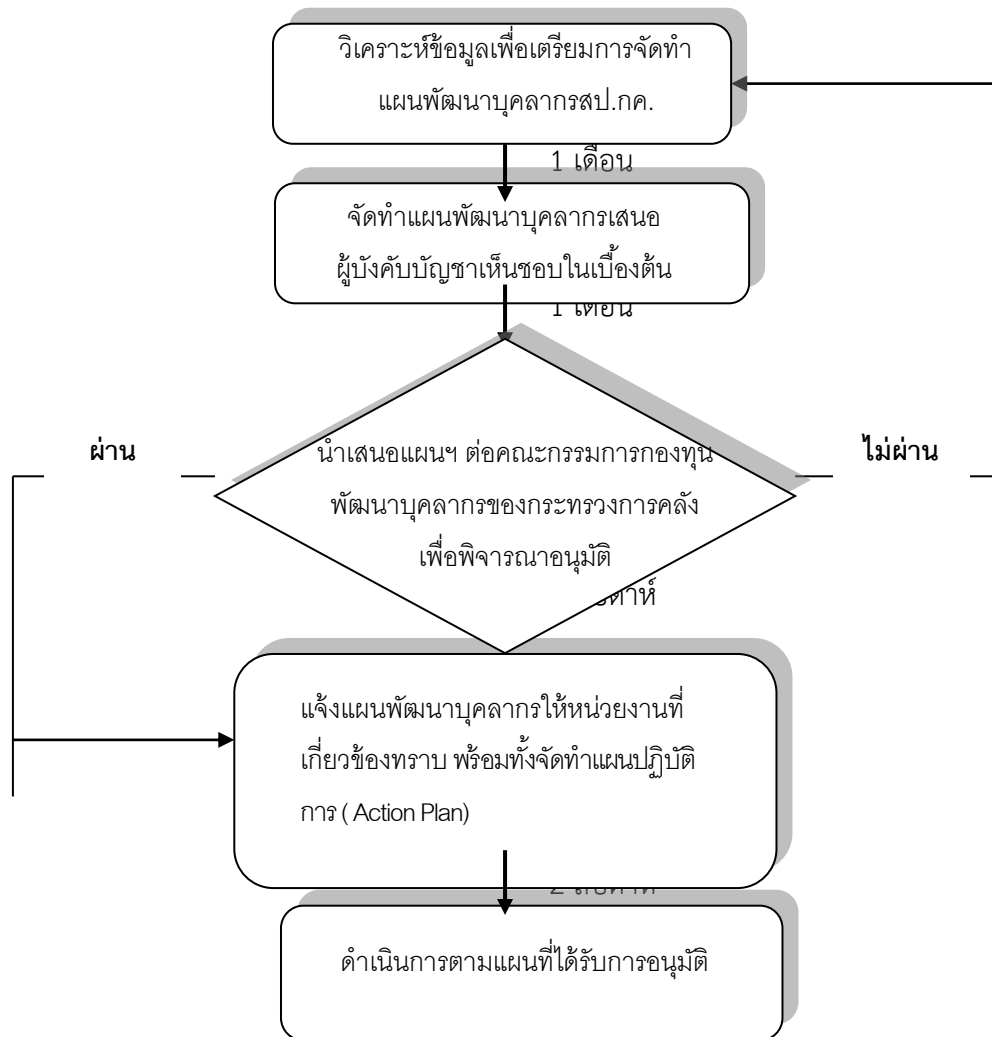 วิเคราะห์ข้อมูลเพื่อเตรียมการจัดทำ
แผนพัฒนาบุคลากรสป.กค.
1 เดือน
จัดทำแผนพัฒนาบุคลากรเสนอ
ผู้บังคับบัญชาเห็นชอบในเบื้องต้น
1 เดือน
ผ่าน
ไม่ผ่าน
นำเสนอแผนฯ ต่อคณะกรรมการกองทุน
พัฒนาบุคลากรของกระทรวงการคลัง
เพื่อพิจารณาอนุมัติ
แจ้งแผนพัฒนาบุคลากรให้หน่วยงานที่
เกี่ยวข้องทราบ พร้อมทั้งจัดทำแผนปฏิบัติ
การ ( Action Plan)
ดำเนินการตามแผนที่ได้รับการอนุมัติ